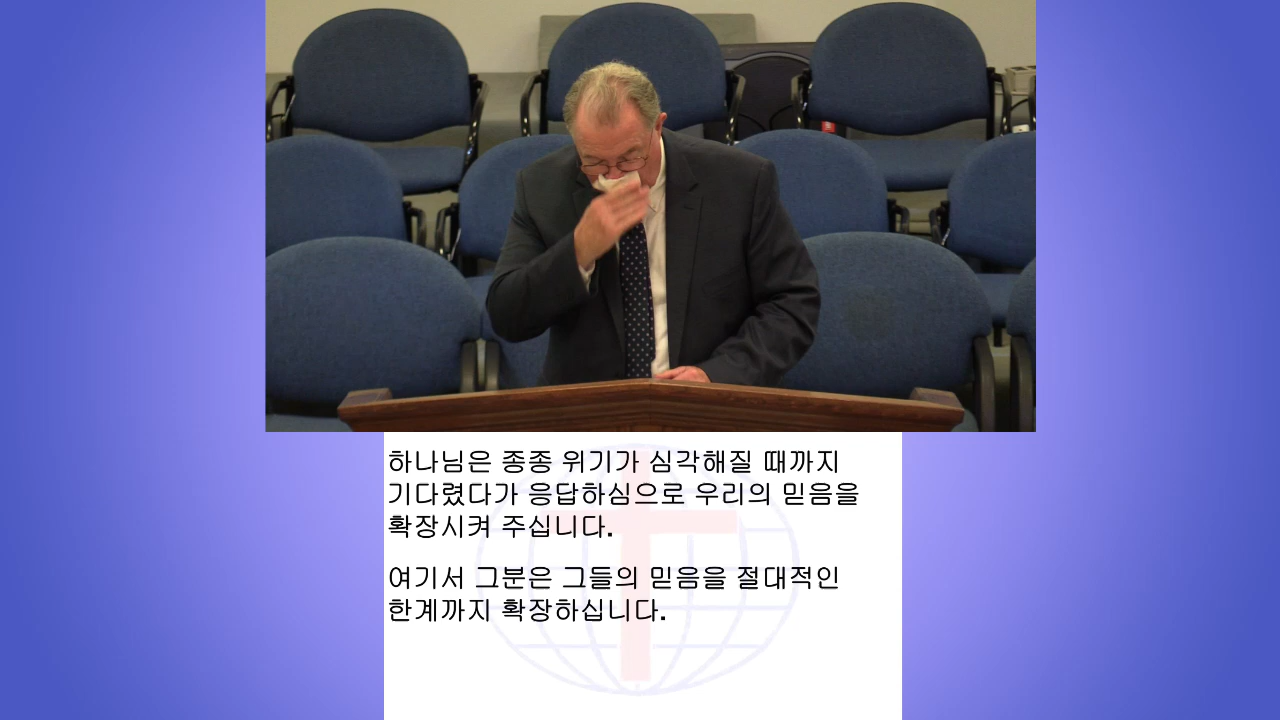 하나님은 종종 위기가 심각해질 때까지
기다렸다가 응답하심으로 우리의 믿음을
확장시켜 주십니다.
여기서 그분은 그들의 믿음을 절대적인
한계까지 확장하십니다.